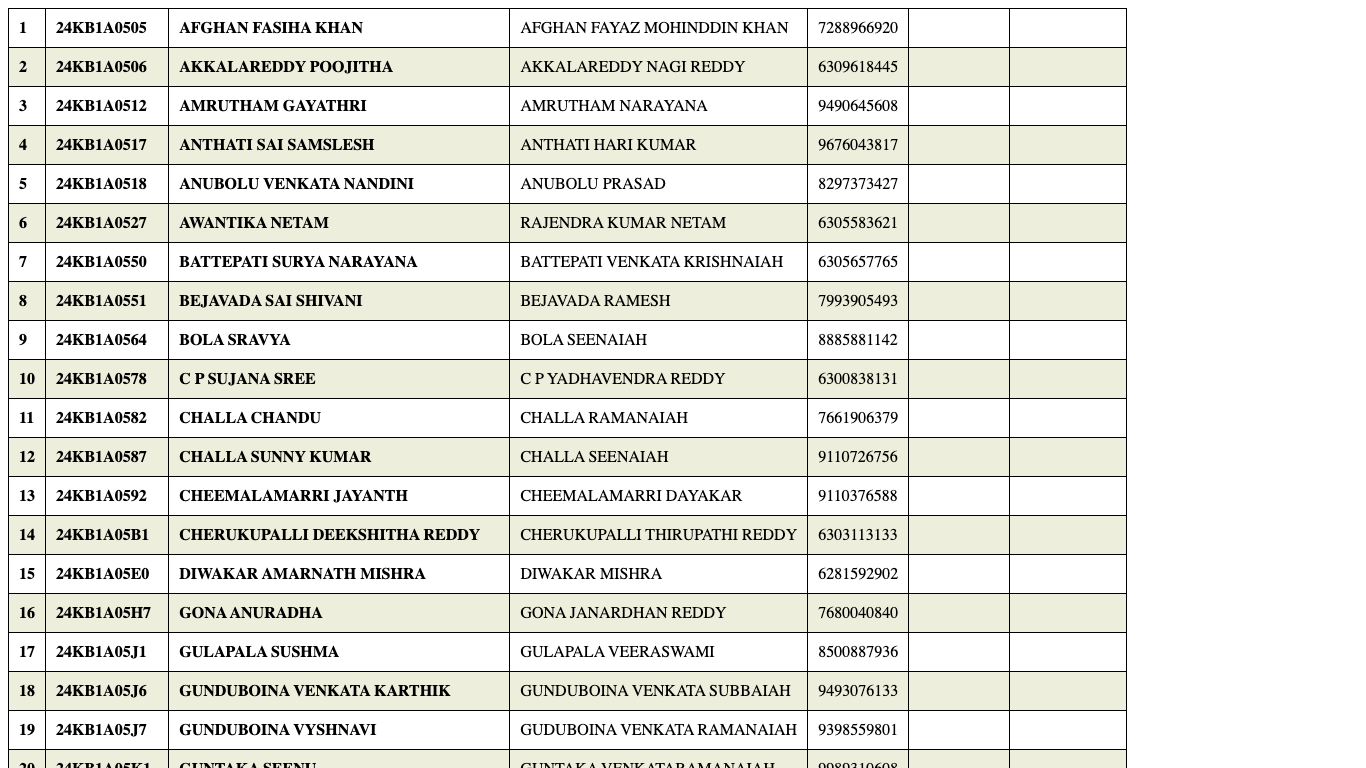 1 24KB1A0505 AFGHAN FASIHA KHAN AFGHAN FAYAZ MOHINDDIN KHAN 7288966920
2 24KB1A0506 AKKALAREDDY POOJITHA AKKALAREDDY NAGI REDDY 6309618445
3 24KB1A0512 AMRUTHAM GAYATHRI AMRUTHAM NARAYANA 9490645608
4 24KB1A0517 ANTHATI SAI SAMSLESH ANTHATI HARI KUMAR 9676043817
5 24KB1A0518 ANUBOLU VENKATA NANDINI ANUBOLU PRASAD 8297373427
6 24KB1A0527 AWANTIKA NETAM RAJENDRA KUMAR NETAM 6305583621
7 24KB1A0550 BATTEPATI SURYA NARAYANA BATTEPATI VENKATA KRISHNAIAH 6305657765
8 24KB1A0551 BEJAVADA SAI SHIVANI BEJAVADA RAMESH 7993905493
9 24KB1A0564 BOLA SRAVYA BOLA SEENAIAH 8885881142
10 24KB1A0578 C P SUJANA SREE C P YADHAVENDRA REDDY 6300838131
11 24KB1A0582 CHALLA CHANDU CHALLA RAMANAIAH 7661906379
12 24KB1A0587 CHALLA SUNNY KUMAR CHALLA SEENAIAH 9110726756
13 24KB1A0592 CHEEMALAMARRI JAYANTH CHEEMALAMARRI DAYAKAR 9110376588
14 24KB1A05B1 CHERUKUPALLI DEEKSHITHA REDDY CHERUKUPALLI THIRUPATHI REDDY 6303113133
15 24KB1A05E0 DIWAKAR AMARNATH MISHRA DIWAKAR MISHRA 6281592902
16 24KB1A05H7 GONA ANURADHA GONA JANARDHAN REDDY 7680040840
17 24KB1A05J1 GULAPALA SUSHMA GULAPALA VEERASWAMI 8500887936
18 24KB1A05J6 GUNDUBOINA VENKATA KARTHIK GUNDUBOINA VENKATA SUBBAIAH 9493076133
19 24KB1A05J7 GUNDUBOINA VYSHNAVI GUDUBOINA VENKATA RAMANAIAH 9398559801
20 24KB1A05K1 GUNTAKA SEENU GUNTAKA VENKATARAMANAIAH